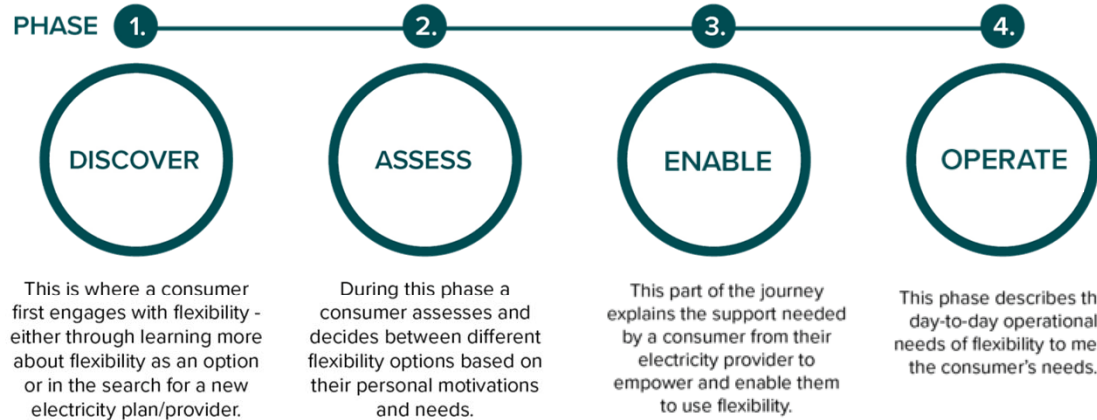 PHASE 1. 2. 3. 4.
DISCOVER
ASSESS
ENABLE
OPERATE
This is where a consumer
first engages with flexibility -
either through learning more
about flexibility as an option
or in the search for a new
electricity plan/provider.
During this phase a
consumer assesses and
decides between different
flexibility options based on
their personal motivations
and needs.
This part of the journey
explains the support needed
by a consumer from their
electricity provider to
empower and enable them
to use flexibility.
This phase describes th
day-to-day operational
needs of flexibility to me
the consumer's needs.